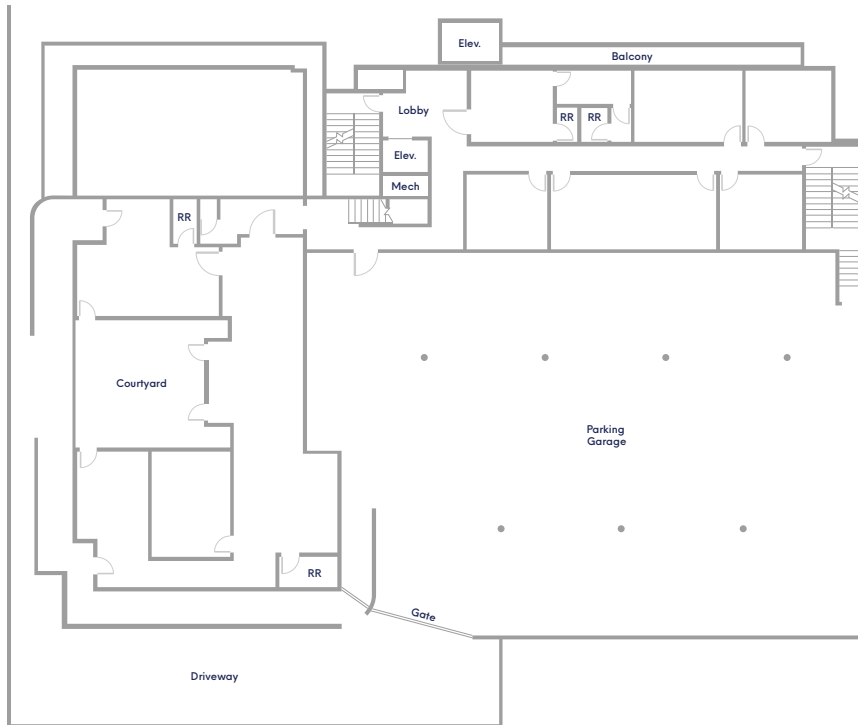 Elev.
Balcony
Lobby
RR
RR
Elev.
Mech
RR
Courtyard
Parking
Garage
RR
Gate
Driveway